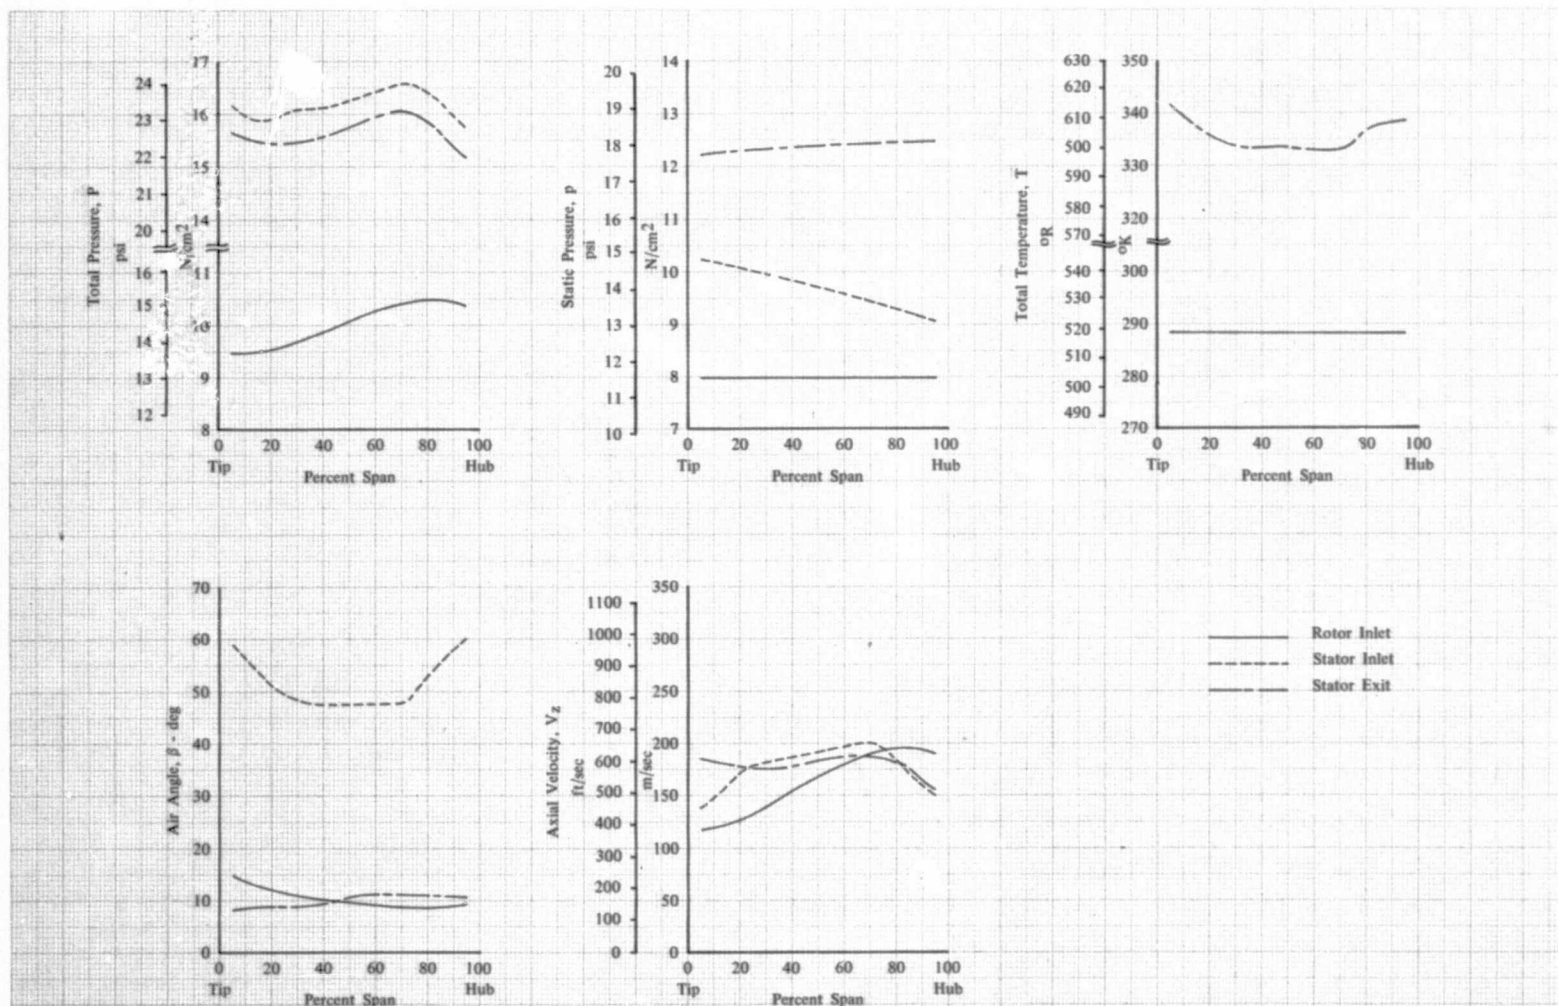 Total Pressure, P
psi
N/cm2
24
23
22
21
20
16
15
14
13
12
17
16
15
14
11
10
9
8
0 20 40 60 80 100
Tip Hub
Percent Span
Static Pressure, p
psi
N/cm2
20
19
18
17
16
15
14
13
12
11
10
14
13
12
11
10
9
8
7
0 20 40 60 80 100
Tip Hub
Percent Span
Total Temperature, T
oR
oK
630
620
610
500
590
580
570
540
530
520
510
500
490
350
340
330
320
300
290
280
270
0 20 40 60 80 100
Tip Hub
Percent Span
Air Angle, β - deg
70
60
50
40
30
20
10
0
0 20 40 60 80 100
Tip Hub
Percent Span
Axial Velocity, Vz
ft/sec
m/sec
1100
1000
900
800
700
600
500
400
300
200
100
0
350
300
250
200
150
100
50
0
0 20 40 60 80 100
Tip Hub
Percent Span
Rotor Inlet
Stator Inlet
Stator Exit